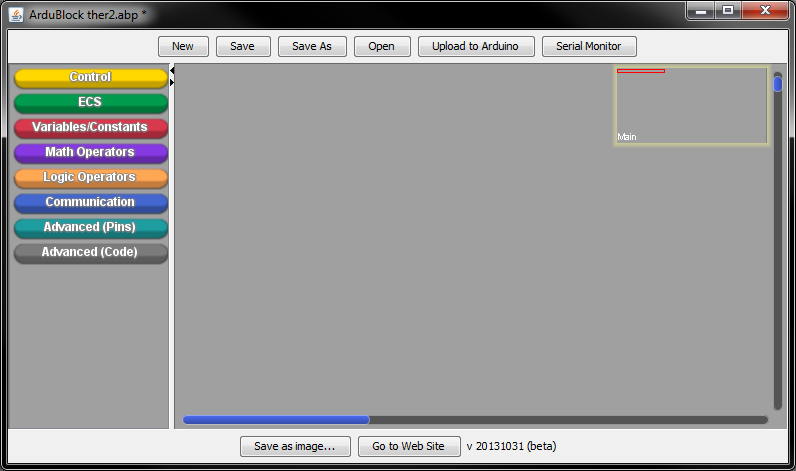 ArduBlock ther2.abp *
New Save Save As Open Upload to Arduino Serial Monitor
Control
ECS
Variables/Constants
Math Operators
Logic Operators
Communication
Advanced (Pins)
Advanced (Code)
Main
Save as image... Go to Web Site v 20131031 (beta)